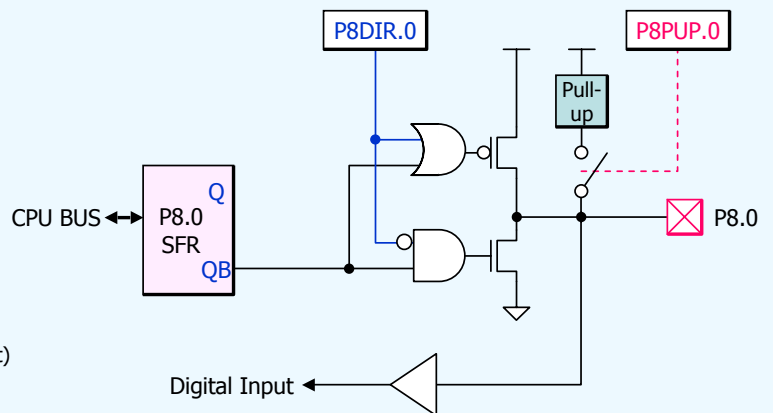 P8DIR.0
P8PUP.0
Pull-
up
Q
CPU BUS
P8.0
SFR
QB
P8.0
t)
Digital Input